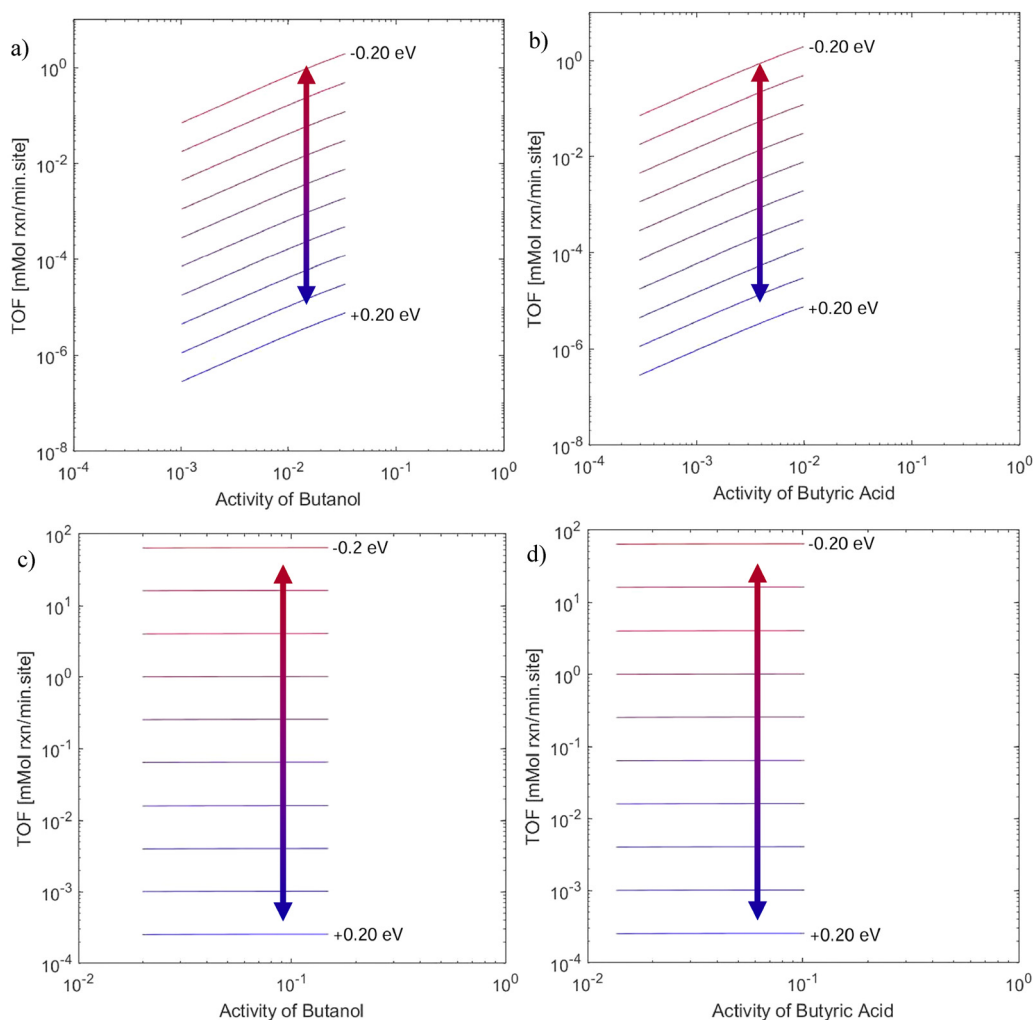 a)
TOF [mMol rxn/min.site]
10^0
10^-2
10^-4
10^-6
10^-8
-0.20 eV
+0.20 eV
10^-4
10^-3
10^-2
10^-1
10^0
Activity of Butanol
b)
TOF [mMol rxn/min.site]
10^0
10^-2
10^-4
10^-6
10^-8
-0.20 eV
+0.20 eV
10^-4
10^-3
10^-2
10^-1
10^0
Activity of Butyric Acid
c)
TOF [mMol rxn/min.site]
10^2
10^1
10^0
10^-1
10^-2
10^-3
10^-4
-0.2 eV
+0.20 eV
10^-2
10^-1
10^0
Activity of Butanol
d)
TOF [mMol rxn/min.site]
10^2
10^1
10^0
10^-1
10^-2
10^-3
10^-4
-0.20 eV
+0.20 eV
10^-2
10^-1
10^0
Activity of Butyric Acid